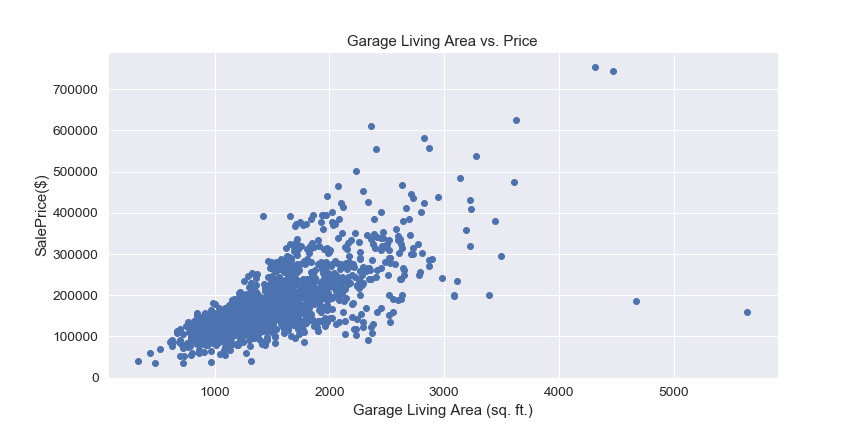 Garage Living Area vs. Price
SalePrice($)
700000
600000
500000
400000
300000
200000
100000
0
1000 2000 3000 4000 5000
Garage Living Area (sq. ft.)